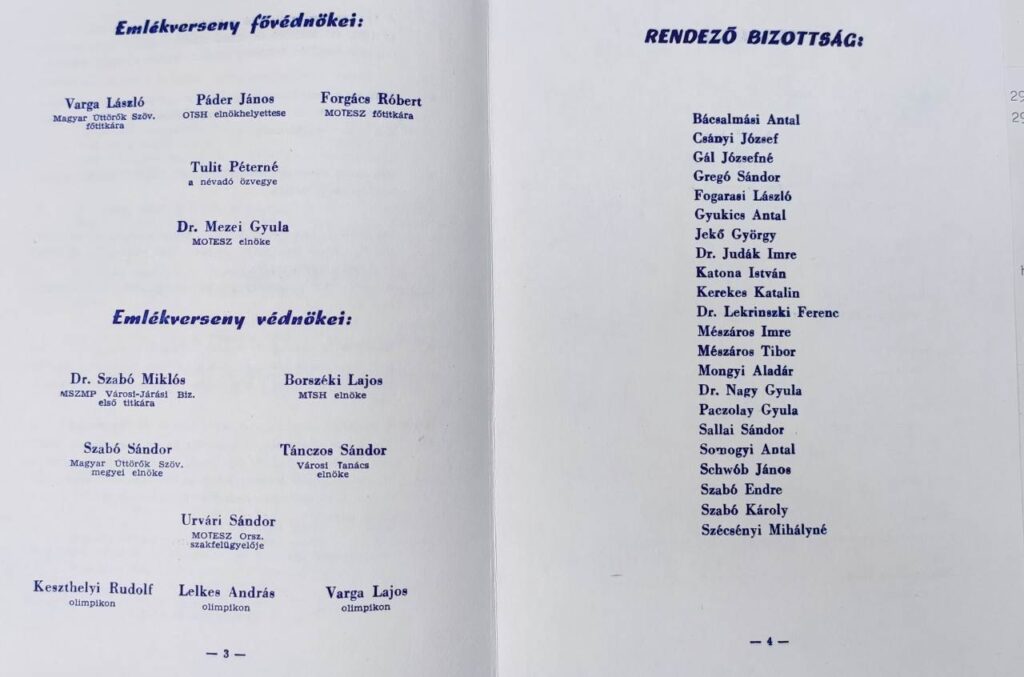 Emlékverseny fővédnökei:
Varga László
Magyar Úttörők Szöv.
főtitkára
Páder János
OTSH elnökhelyettese
Forgács Róbert
MOTESZ főtitkára
Tulit Péterné
a névadó özvegye
Dr. Mezei Gyula
MOTESZ elnöke
Emlékverseny védnökei:
Dr. Szabó Miklós
MSZMP Városi-Járási Biz.
első titkára
Borszéki Lajos
MTSH elnöke
Szabó Sándor
Magyar Úttörők Szöv.
megyei elnöke
Tánczos Sándor
Városi Tanács
elnöke
Urvári Sándor
MOTESZ Orsz.
szakfelügyelője
Keszthelyi Rudolf
olimpikon
Lelkes András
olimpikon
Varga Lajos
olimpikon
— 3 —
RENDEZŐ BIZOTTSÁG:
Bácsalmási Antal
Csányi József
Gál Józsefné
Gregó Sándor
Fogarasi László
Gyukics Antal
Jekő György
Dr. Judák Imre
Katona István
Kerekes Katalin
Dr. Lekrinszki Ferenc
Mészáros Imre
Mészáros Tibor
Mongyi Aladár
Dr. Nagy Gyula
Paczolay Gyula
Sallai Sándor
Somogyi Antal
Schwób János
Szabó Endre
Szabó Károly
Szécsényi Mihályné
— 4 —
29
29